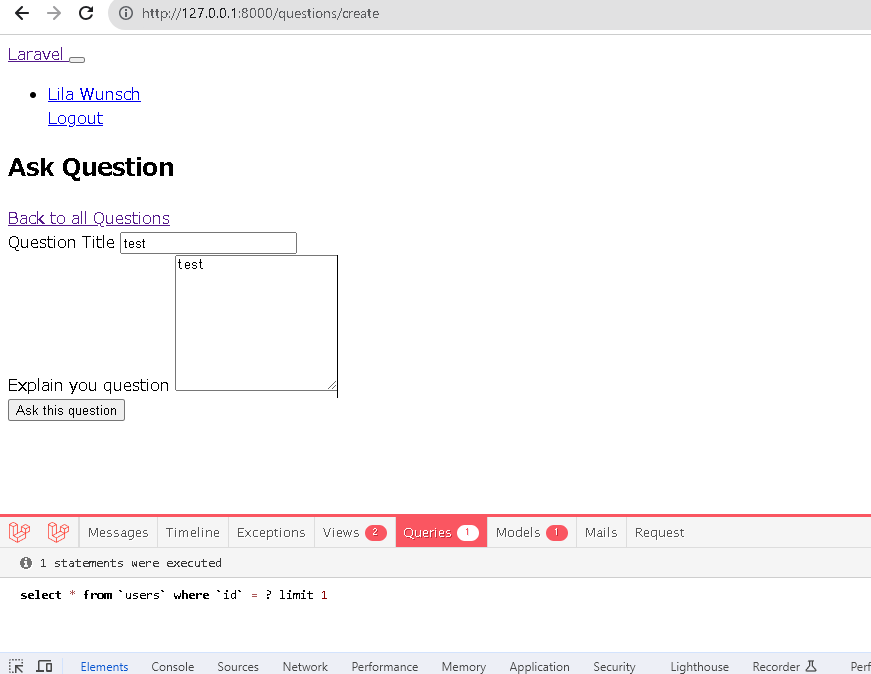 http://127.0.0.1:8000/questions/create
Laravel
Lila Wunsch
Logout
Ask Question
Back to all Questions
Question Title test
test
Explain you question
Ask this question
Messages Timeline Exceptions Views 2 Queries 1 Models 1 Mails Request
1 statements were executed
select * from `users` where `id` = ? limit 1
Elements Console Sources Network Performance Memory Application Security Lighthouse Recorder Perf